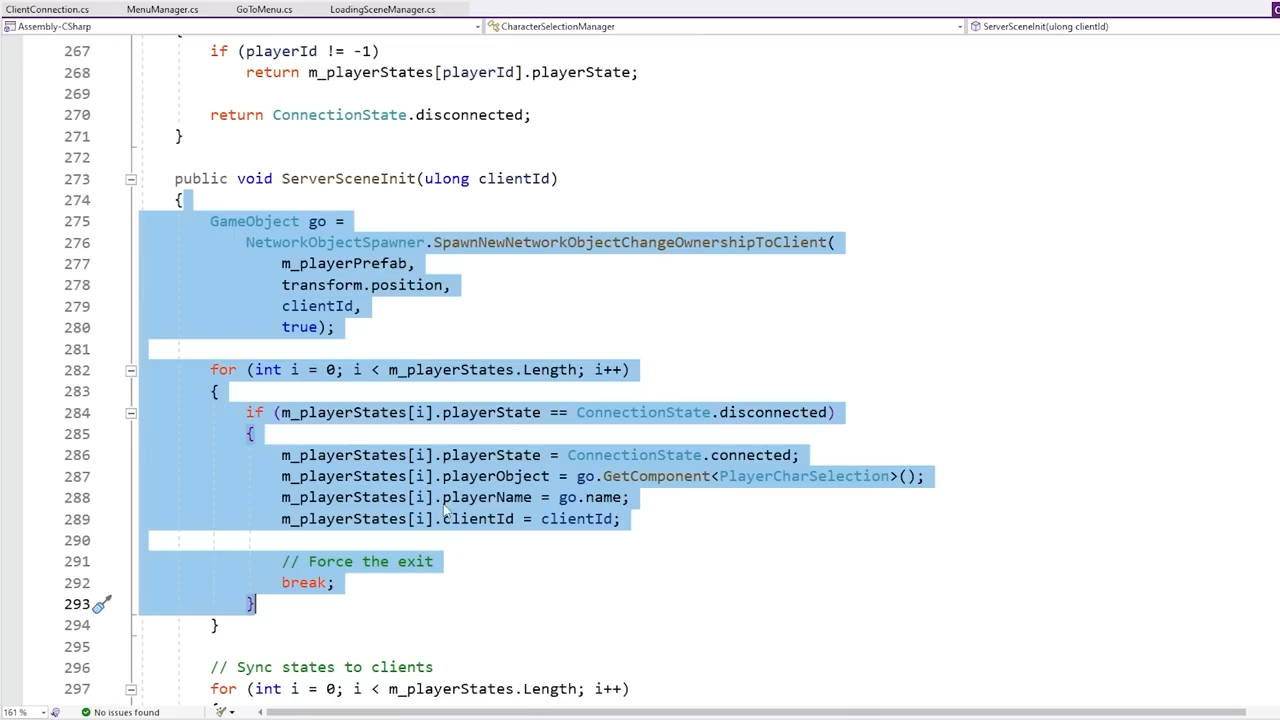 ClientConnection.cs MenuManager.cs GoToMenu.cs LoadingSceneManager.cs
Assembly-CSharp CharacterSelectionManager ServerSceneInit(ulong clientId)
267 if (playerId != -1)
268 return m_playerStates[playerId].playerState;
269
270 return ConnectionState.disconnected;
271 }
272
273 public void ServerSceneInit(ulong clientId)
274 {
275 GameObject go =
276 NetworkObjectSpawner.SpawnNewNetworkObjectChangeOwnershipToClient(
277 m_playerPrefab,
278 transform.position,
279 clientId,
280 true);
281
282 for (int i = 0; i < m_playerStates.Length; i++)
283 {
284 if (m_playerStates[i].playerState == ConnectionState.disconnected)
285 {
286 m_playerStates[i].playerState = ConnectionState.connected;
287 m_playerStates[i].playerObject = go.GetComponent<PlayerCharSelection>();
288 m_playerStates[i].playerName = go.name;
289 m_playerStates[i].clientId = clientId;
290
291 // Force the exit
292 break;
293 }
294 }
295
296 // Sync states to clients
297 for (int i = 0; i < m_playerStates.Length; i++)
161 % No issues found